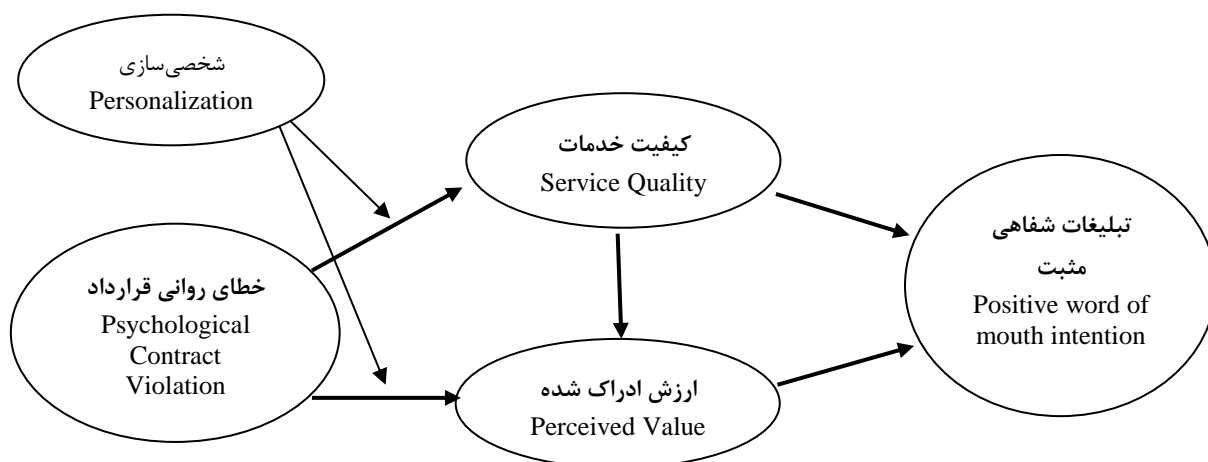 شخصی‌سازی
Personalization
کیفیت خدمات
Service Quality
خطای روانی قرارداد
Psychological
Contract
Violation
ارزش ادراک شده
Perceived Value
تبلیغات شفاهی
مثبت
Positive word of
mouth intention